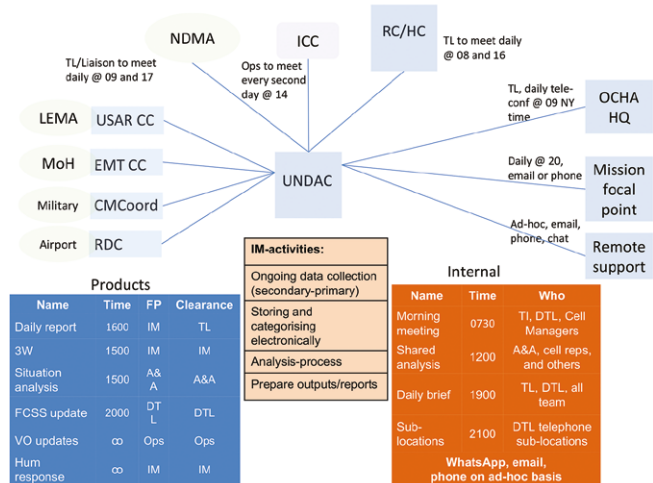 NDMA
ICC
RC/HC
TL/Liaison to meet
daily @ 09 and 17
Ops to meet
every second
day @ 14
TL to meet daily
@ 08 and 16
TL, daily tele-
conf @ 09 NY
time
OCHA
HQ
LEMA
USAR CC
MoH
EMT CC
Military
CMCoord
Airport
RDC
UNDAC
Daily @ 20,
email or phone
Mission
focal
point
Ad-hoc, email,
phone, chat
Remote
support
Products
Name Time FP Clearance
Daily report 1600 IM TL
3W 1500 IM IM
Situation
analysis 1500 A&
A A&A
FCSS update 2000 DT
L DTL
VO updates ∞ Ops Ops
Hum
response ∞ IM IM
IM-activities:
Ongoing data collection
(secondary-primary)
Storing and
categorising
electronically
Analysis-process
Prepare outputs/reports
Internal
Name Time Who
Morning
meeting 0730 Tl, DTL, Cell
Managers
Shared
analysis 1200 A&A, cell reps,
and others
Daily brief 1900 TL, DTL, all
team
Sub-
locations 2100 DTL telephone
sub-locations
WhatsApp, email,
phone on ad-hoc basis